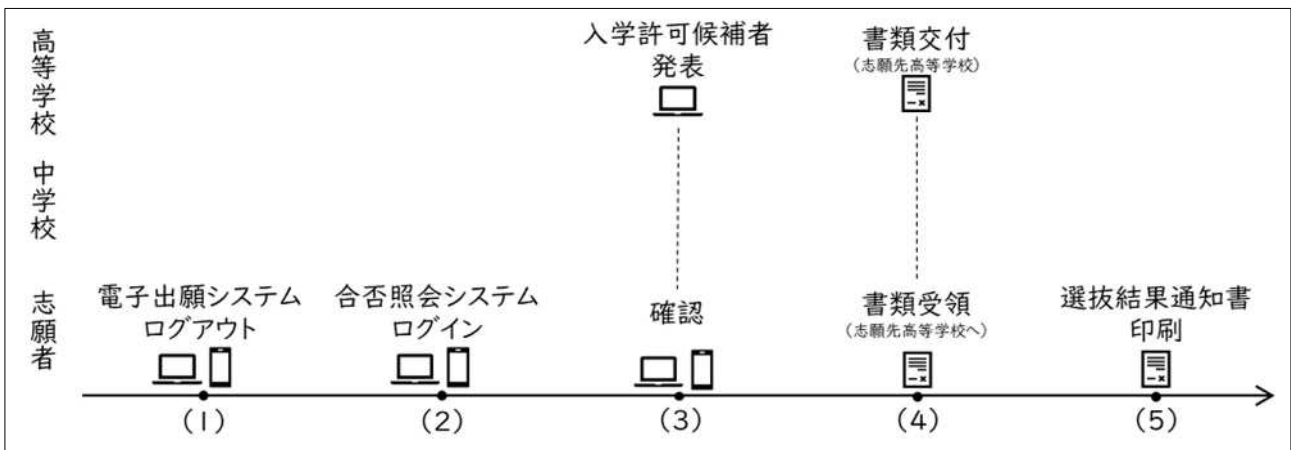 高等学校
中学校
志願者
入学許可候補者
発表
書類交付
(志願先高等学校)
電子出願システム
ログアウト
合否照会システム
ログイン
確認
書類受領
(志願先高等学校へ)
選抜結果通知書
印刷
(1)
(2)
(3)
(4)
(5)